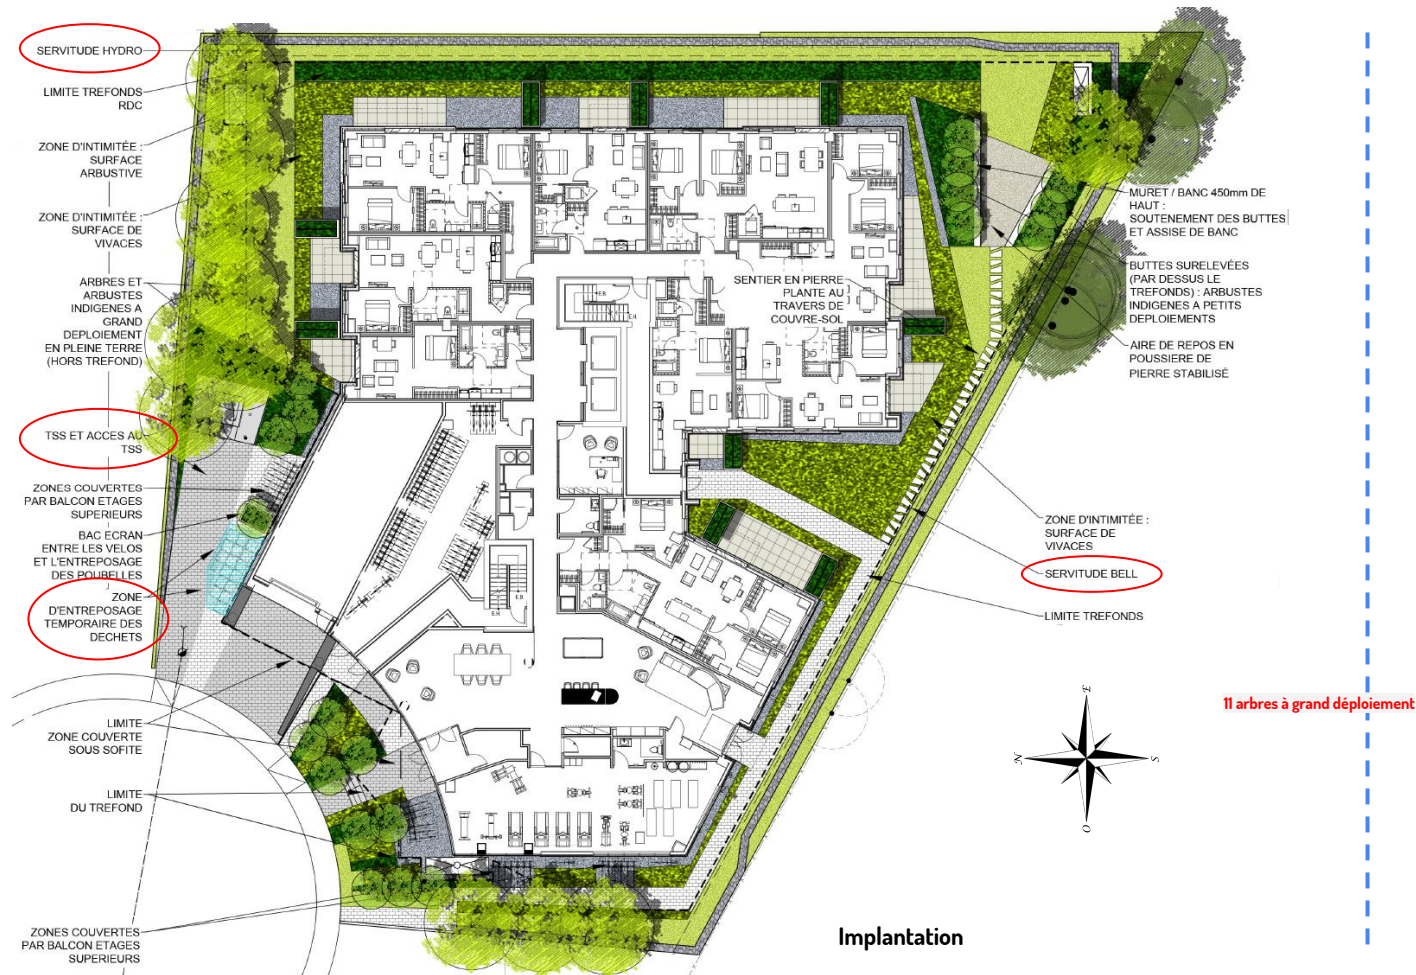 SERVITUDE HYDRO
LIMITE TREFONDS
RDC
ZONE D'INTIMITÉE :
SURFACE
ARBUSTIVE
ZONE D'INTIMITÉE :
SURFACE DE
VIVACES
ARBRES ET
ARBUSTES
INDIGENES A
GRAND
DEPLOIEMENT
EN PLEINE TERRE
(HORS TREFOND)
TSS ET ACCES AU
TSS
ZONES COUVERTES
PAR BALCON ETAGES
SUPERIEURS
BAC ECRAN
ENTRE LES VELOS
ET L'ENTREPOSAGE
DES POUBELLES
ZONE
D'ENTREPOSAGE
TEMPORAIRE DES
DECHETS
LIMITE
ZONE COUVERTE
SOUS SOFITE
LIMITE
DU TREFOND
ZONES COUVERTES
PAR BALCON ETAGES
SUPERIEURS
SENTIER EN PIERRE
PLANTE AU
TRAVERS DE
COUVRE-SOL
MURET / BANC 450mm DE
HAUT :
SOUTENEMENT DES BUTTES
ET ASSISE DE BANC
BUTTES SURELEVÉES
(PAR DESSUS LE
TREFONDS) : ARBUSTES
INDIGENES A PETITS
DEPLOIEMENTS
AIRE DE REPOS EN
POUSSIERE DE
PIERRE STABILISÉ
ZONE D'INTIMITÉE :
SURFACE DE
VIVACES
SERVITUDE BELL
LIMITE TREFONDS
E
N
S
O
11 arbres à grand déploiement
Implantation